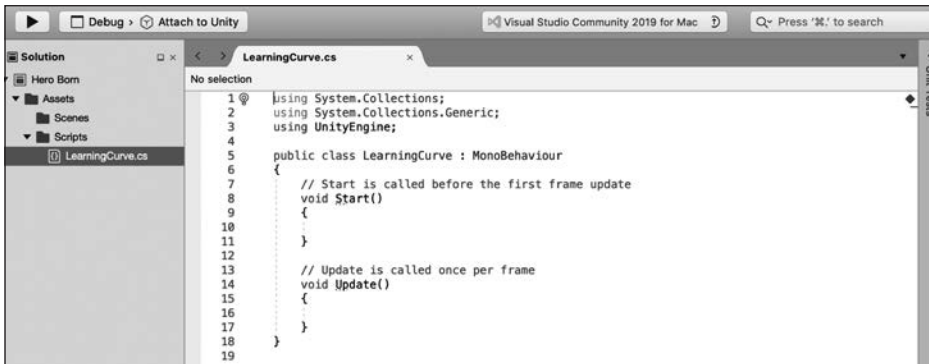 Debug › Attach to Unity
Visual Studio Community 2019 for Mac
Press '⌘.' to search
Solution
LearningCurve.cs
Hero Born
No selection
Assets
Scenes
Scripts
LearningCurve.cs
1 using System.Collections;
2 using System.Collections.Generic;
3 using UnityEngine;
4
5 public class LearningCurve : MonoBehaviour
6 {
7 // Start is called before the first frame update
8 void Start()
9 {
10
11 }
12
13 // Update is called once per frame
14 void Update()
15 {
16
17 }
18 }
19